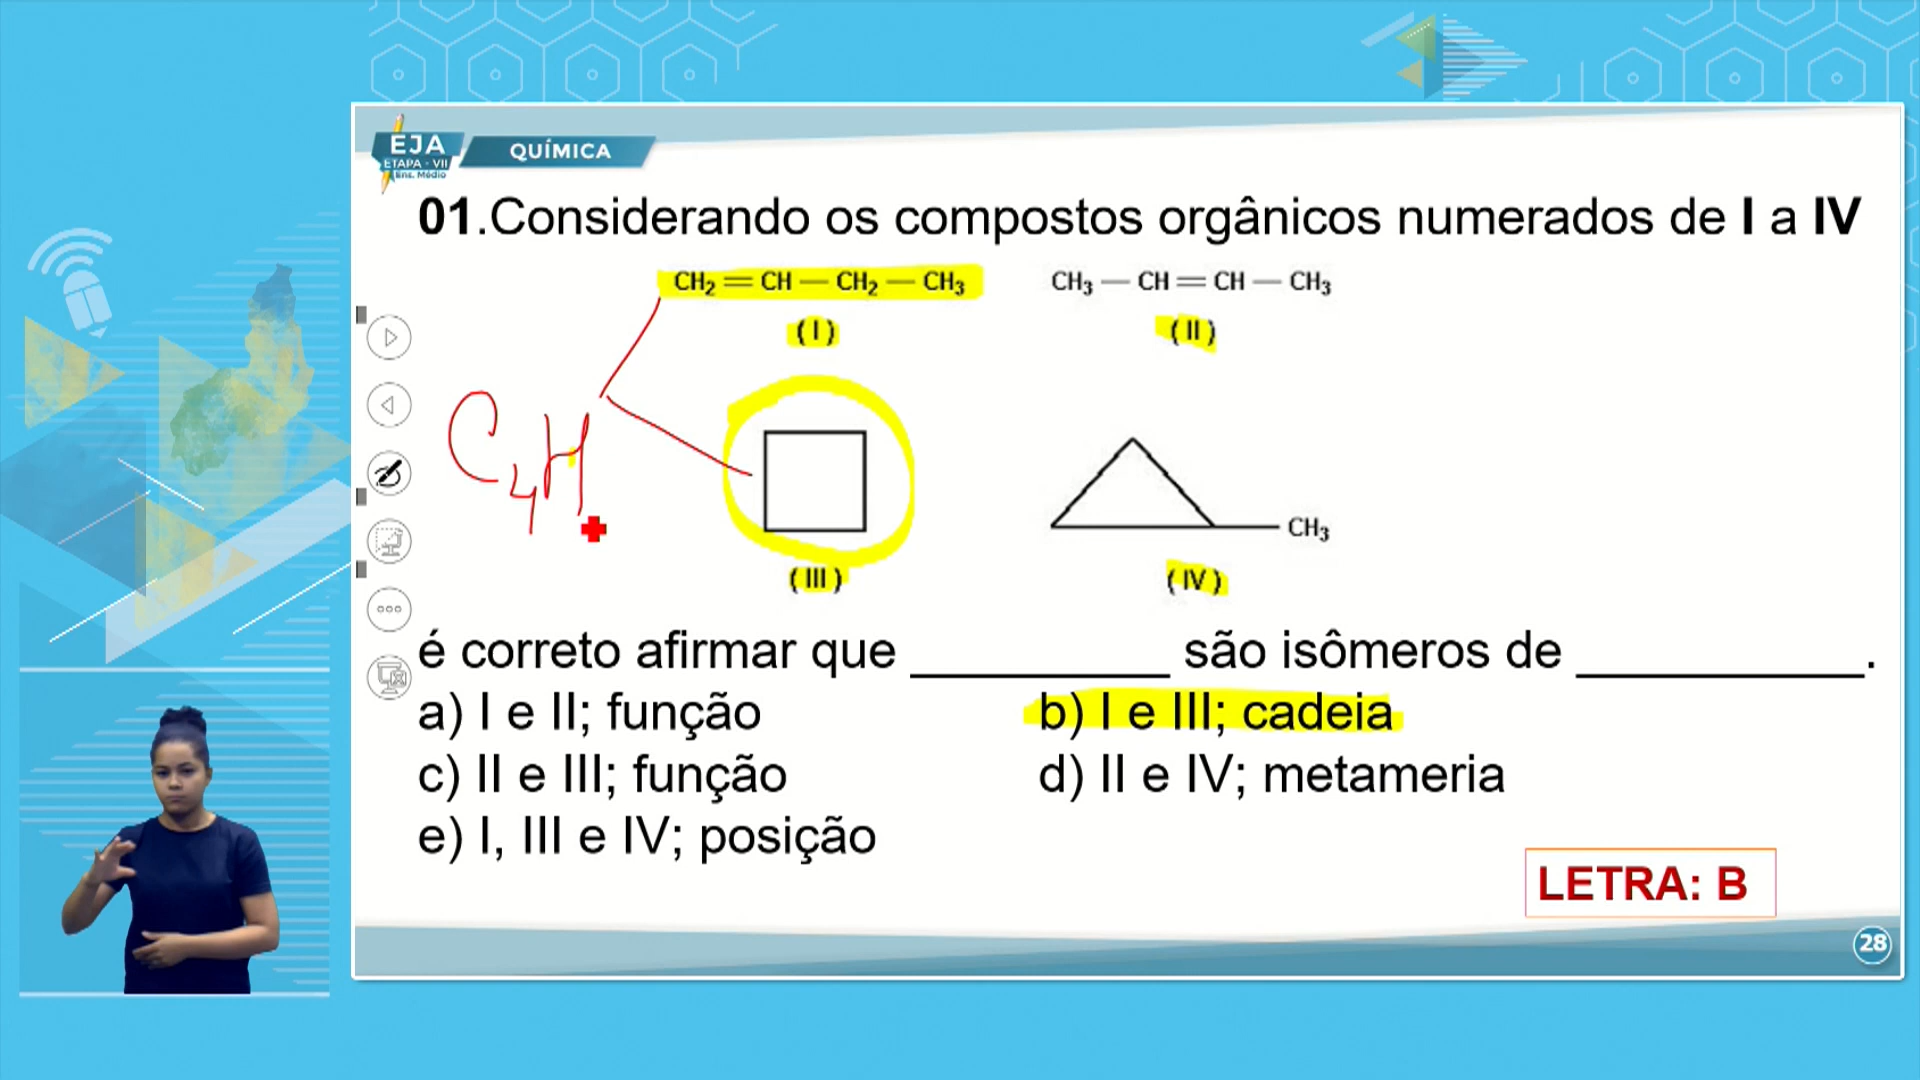 EJA
ETAPA - VII
Ens. Médio
QUÍMICA
01.Considerando os compostos orgânicos numerados de I a IV
CH₂ = CH — CH₂ — CH₃
CH₃ — CH = CH — CH₃
( I )
( II )
C₄H
CH₃
( III )
( IV )
é correto afirmar que __________ são isômeros de ___________.
a) I e II; função
b) I e III; cadeia
c) II e III; função
d) II e IV; metameria
e) I, III e IV; posição
LETRA: B
28